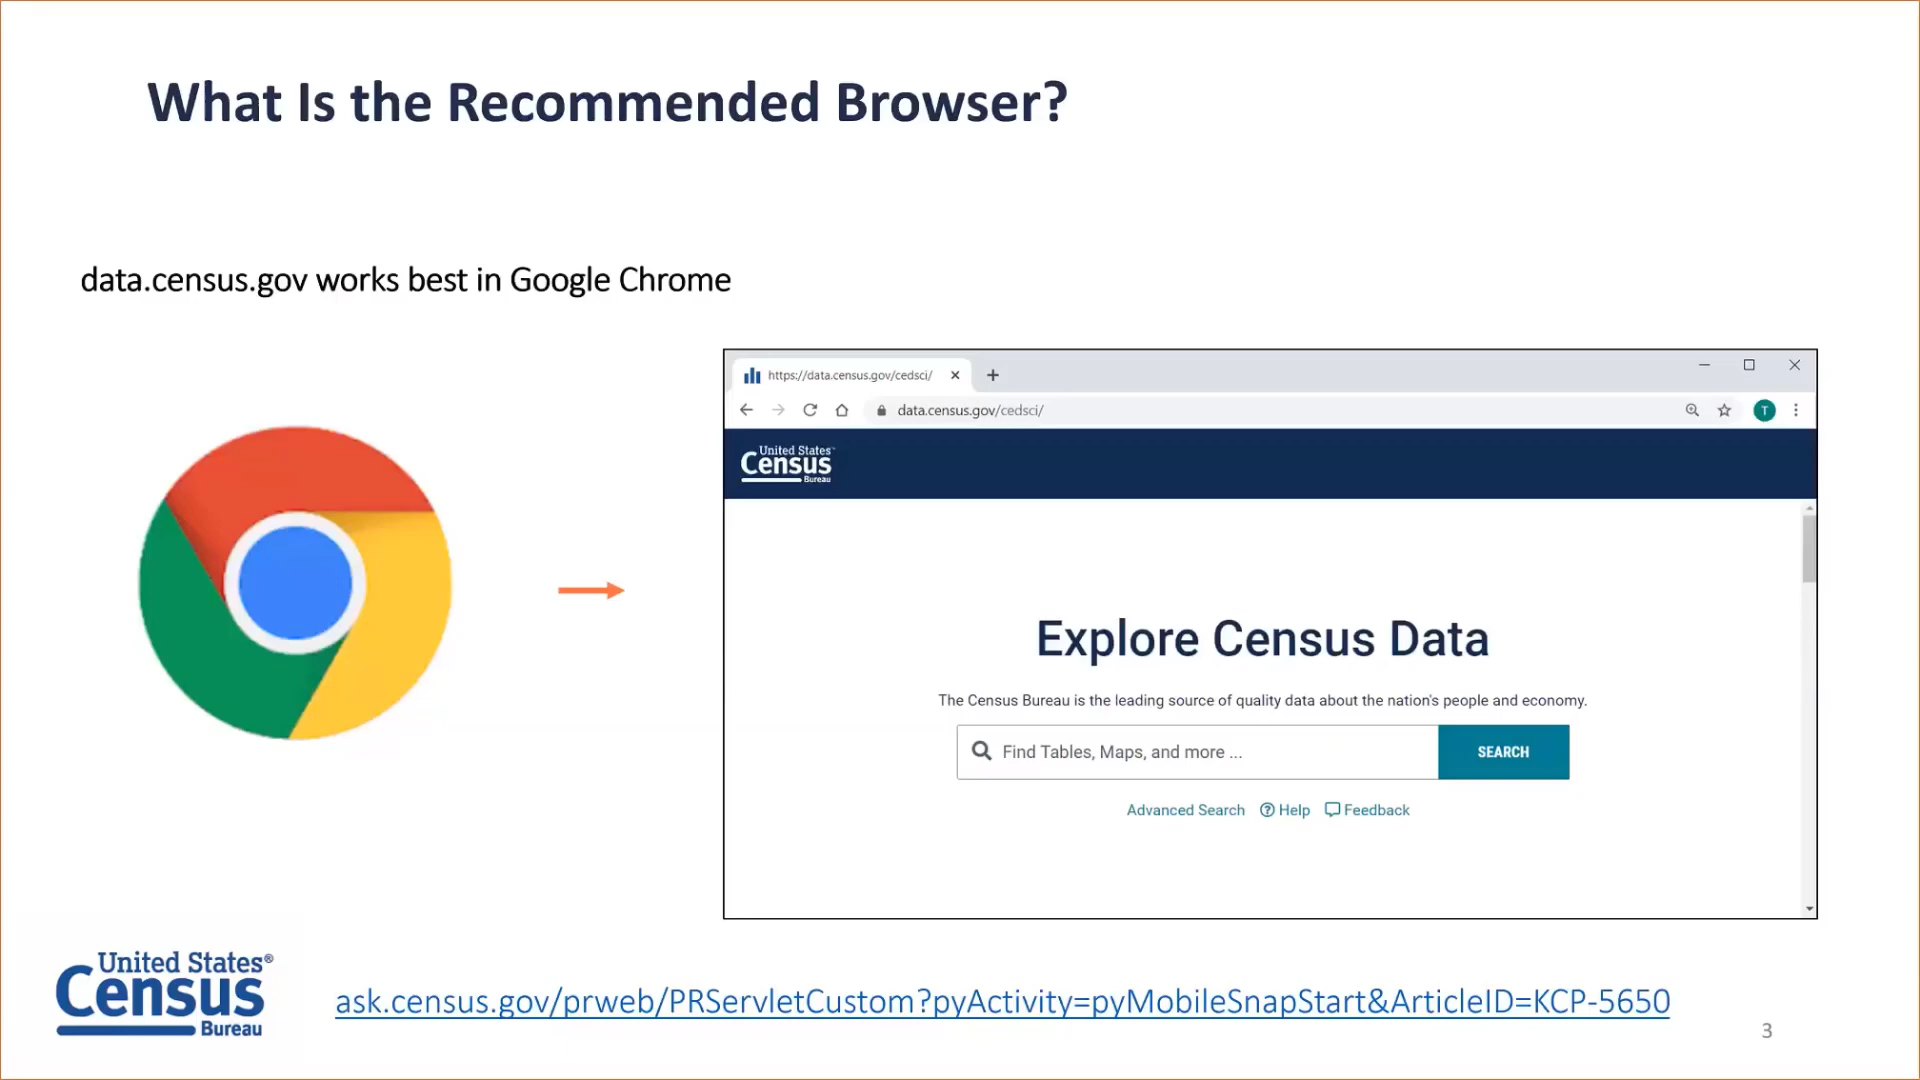 What Is the Recommended Browser?
data.census.gov works best in Google Chrome
https://data.census.gov/cedsci/
data.census.gov/cedsci/
T
United States
Census
Bureau
Explore Census Data
The Census Bureau is the leading source of quality data about the nation's people and economy.
Find Tables, Maps, and more ...
SEARCH
Advanced Search Help Feedback
United States®
Census
Bureau
ask.census.gov/prweb/PRServletCustom?pyActivity=pyMobileSnapStart&ArticleID=KCP-5650
3